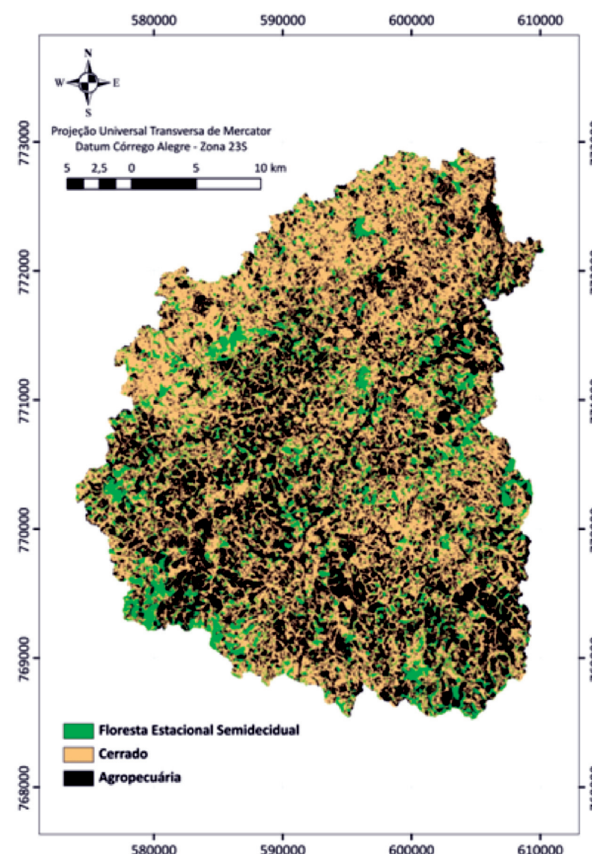 580000 590000 600000 610000
N
W E
S
Projeção Universal Transversa de Mercator
Datum Córrego Alegre - Zona 23S
5 2,5 0 5 10 km
773000
772000
771000
770000
769000
768000
Floresta Estacional Semidecidual
Cerrado
Agropecuária
580000 590000 600000 610000